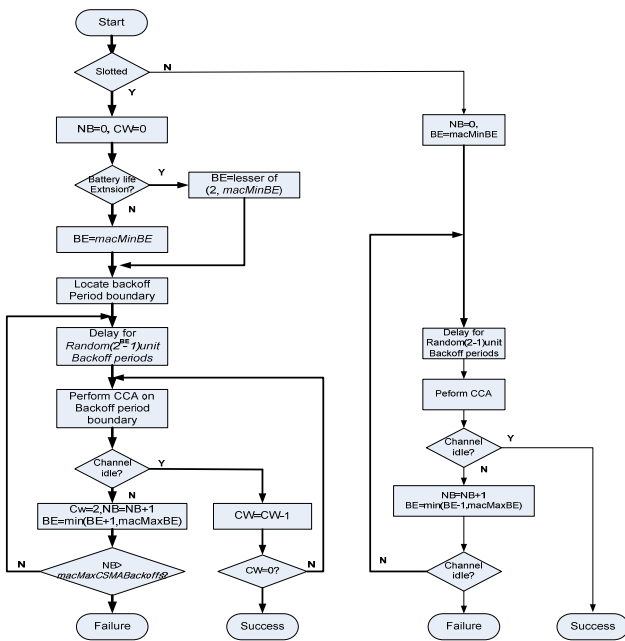 Start
Slotted
N
Y
NB=0, CW=0
Battery life
Extnsion?
Y
N
BE=lesser of
(2, macMinBE)
BE=macMinBE
Locate backoff
Period boundary
Delay for
Random(2^BE-1)unit
Backoff periods
Perform CCA on
Backoff period
boundary
Channel
idle?
Y
N
Cw=2,NB=NB+1
BE=min(BE+1,macMaxBE)
CW=CW-1
N
NB>
macMaxCSMABackoffs?
CW=0?
N
Failure
Success
NB=0,
BE=macMinBE
Delay for
Random(2-1)unit
Backoff periods
Peform CCA
Channel
idle?
Y
N
NB=NB+1
BE=min(BE-1,macMaxBE)
N
Channel
idle?
Failure
Success